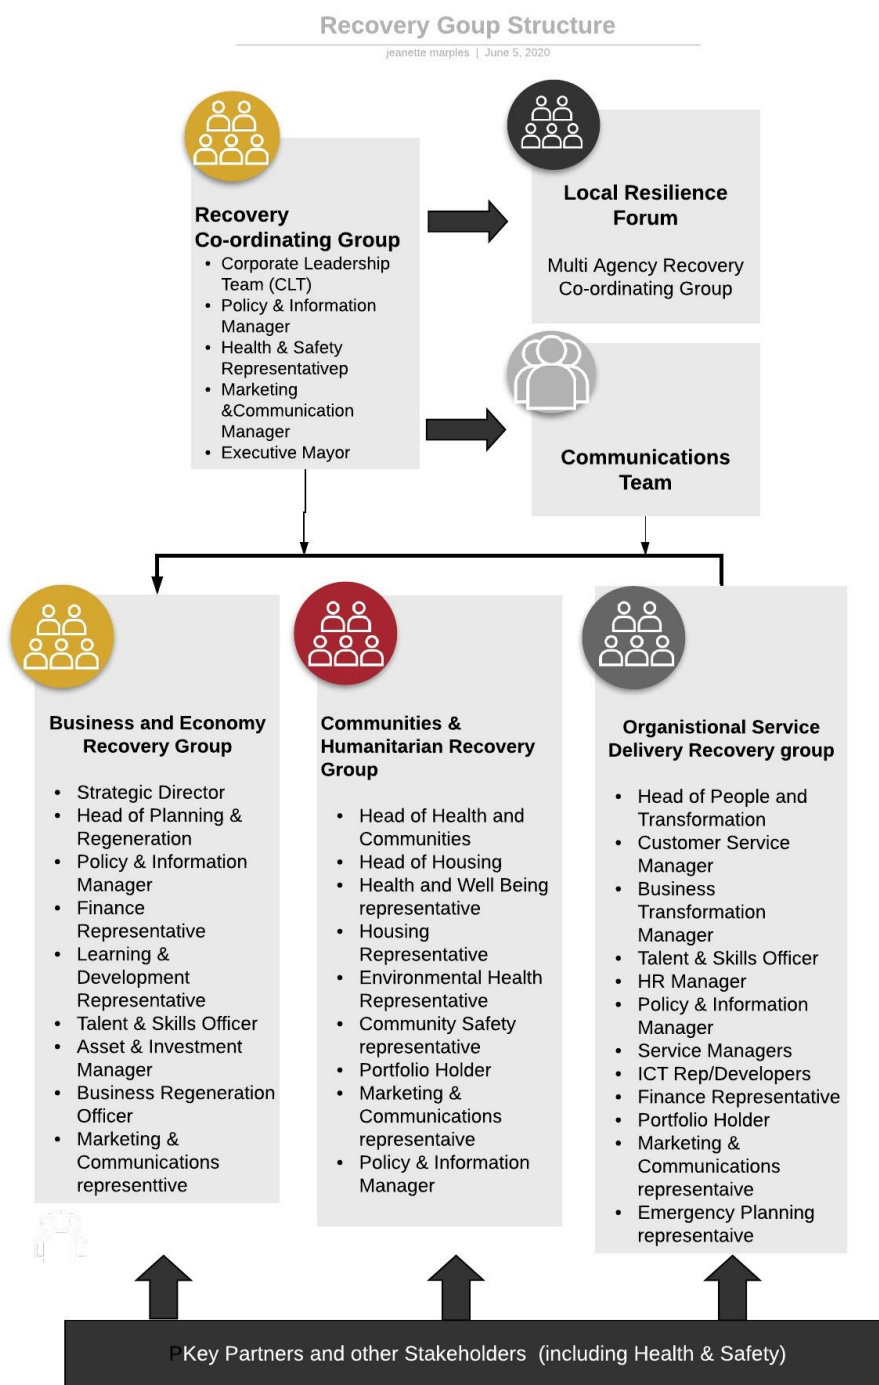 Recovery Goup Structure
jeanette marples | June 5, 2020
Recovery
Co-ordinating Group
• Corporate Leadership
Team (CLT)
• Policy & Information
Manager
• Health & Safety
Representativep
• Marketing
&Communication
Manager
• Executive Mayor
Local Resilience
Forum
Multi Agency Recovery
Co-ordinating Group
Communications
Team
Business and Economy
Recovery Group
• Strategic Director
• Head of Planning &
Regeneration
• Policy & Information
Manager
• Finance
Representative
• Learning &
Development
Representative
• Talent & Skills Officer
• Asset & Investment
Manager
• Business Regeneration
Officer
• Marketing &
Communications
representtive
Communities &
Humanitarian Recovery
Group
• Head of Health and
Communities
• Head of Housing
• Health and Well Being
representative
• Housing
Representative
• Environmental Health
Representative
• Community Safety
representative
• Portfolio Holder
• Marketing &
Communications
representaive
• Policy & Information
Manager
Organistional Service
Delivery Recovery group
• Head of People and
Transformation
• Customer Service
Manager
• Business
Transformation
Manager
• Talent & Skills Officer
• HR Manager
• Policy & Information
Manager
• Service Managers
• ICT Rep/Developers
• Finance Representative
• Portfolio Holder
• Marketing &
Communications
representaive
• Emergency Planning
representaive
PKey Partners and other Stakeholders (including Health & Safety)